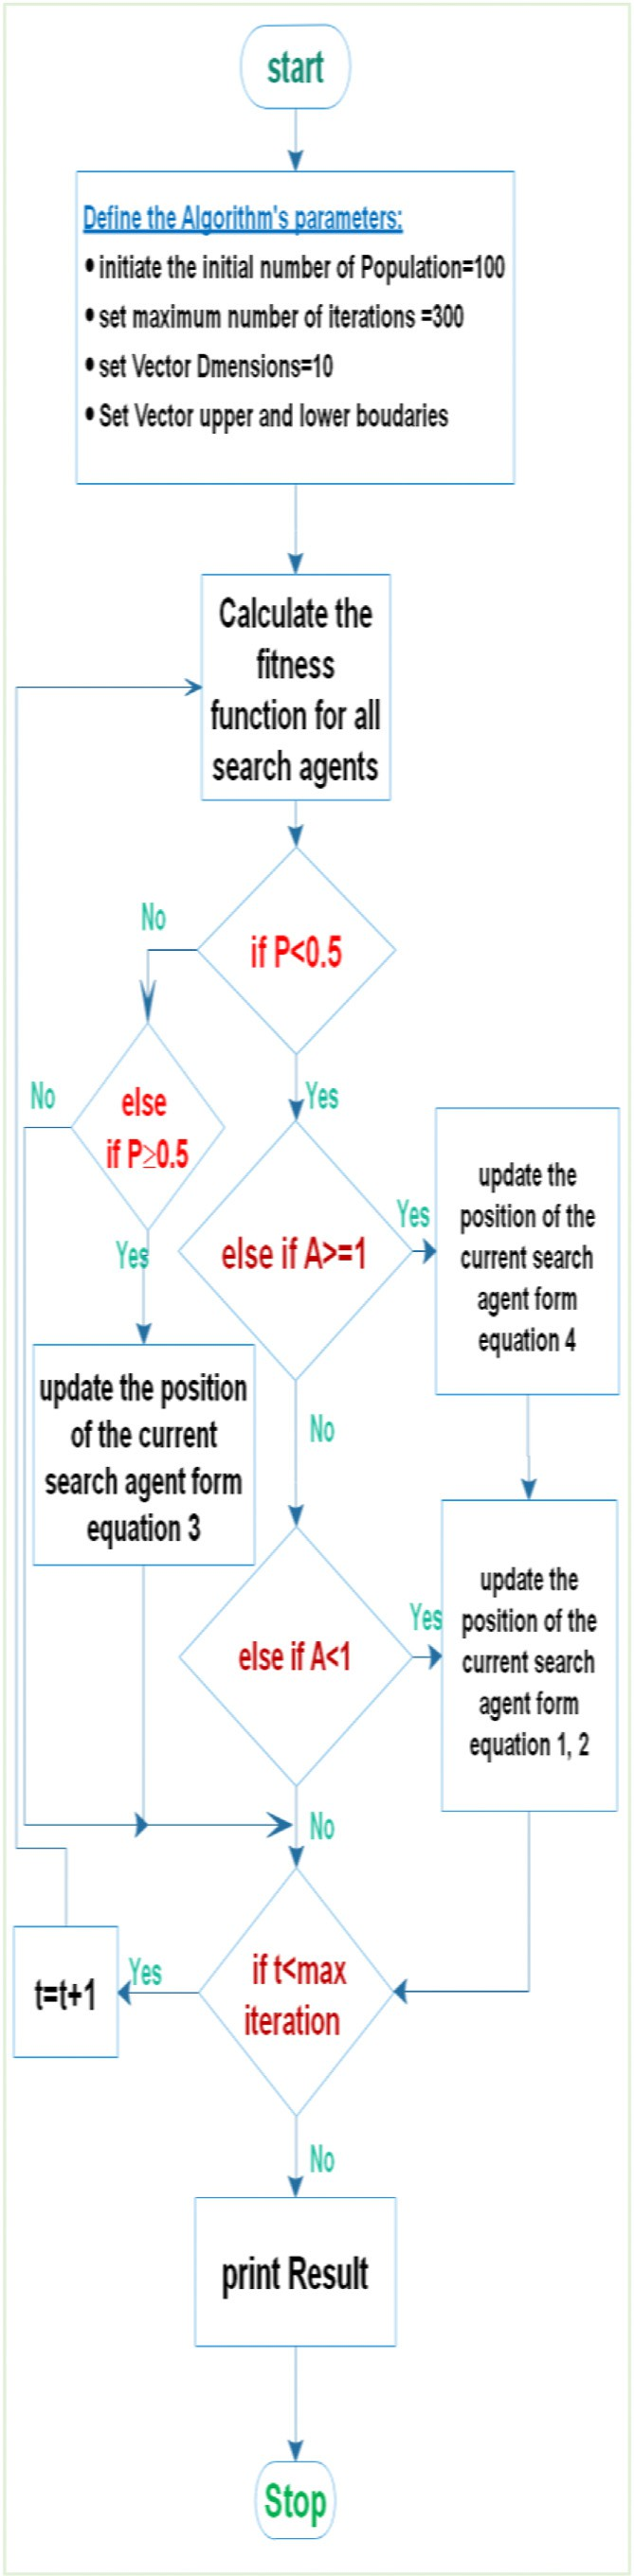 start
Define the Algorithm's parameters:
• initiate the initial number of Population=100
• set maximum number of iterations =300
• set Vector Dmensions=10
• Set Vector upper and lower boudaries
Calculate the
fitness
function for all
search agents
No
if P<0.5
Yes
No
else
if P≥0.5
Yes
else if A>=1
Yes
update the
position of the
current search
agent form
equation 4
update the position
of the current
search agent form
equation 3
No
else if A<1
Yes
update the
position of the
current search
agent form
equation 1, 2
No
if t<max
iteration
Yes
t=t+1
No
print Result
Stop